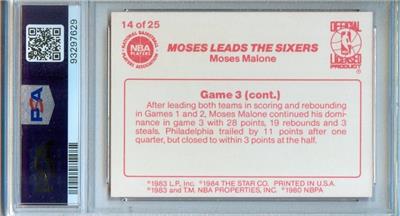 14 of 25
NATIONAL BASKETBALL
NBA
PLAYERS
PLAYERS ASSOCIATION
OFFICIAL
NBA
LICENSED
PRODUCT
MOSES LEADS THE SIXERS
Moses Malone
Game 3 (cont.)
After leading both teams in scoring and rebounding
in Games 1 and 2, Moses Malone continued his dom-
inance in game 3 with 28 points, 19 rebounds and 3
steals. Philadelphia trailed by 11 points after one
quarter, but closed to within 3 points at the half.
©1983 L.P., Inc. ©1984 THE STAR CO. PRINTED IN U.S.A.
©1983 and T.M. NBA PROPERTIES, INC. ©1980 NBPA
PSA
93297629